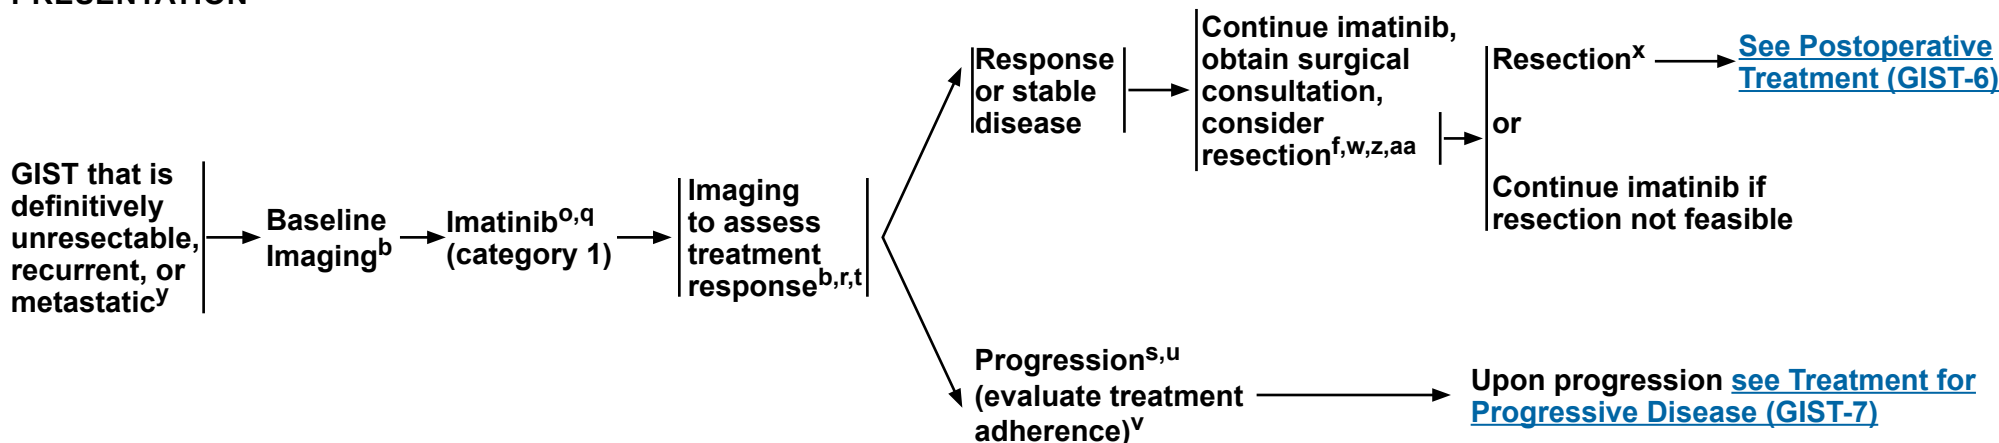 PRESENTATION
GIST that is
definitively
unresectable,
recurrent, or
metastaticy
Baseline
Imagingb
Imatinibo,q
(category 1)
Imaging
to assess
treatment
responseb,r,t
Response
or stable
disease
Continue imatinib,
obtain surgical
consultation,
consider
resectionf,w,z,aa
Resectionx
or
Continue imatinib if
resection not feasible
See Postoperative
Treatment (GIST-6)
Progressions,u
(evaluate treatment
adherence)v
Upon progression see Treatment for
Progressive Disease (GIST-7)